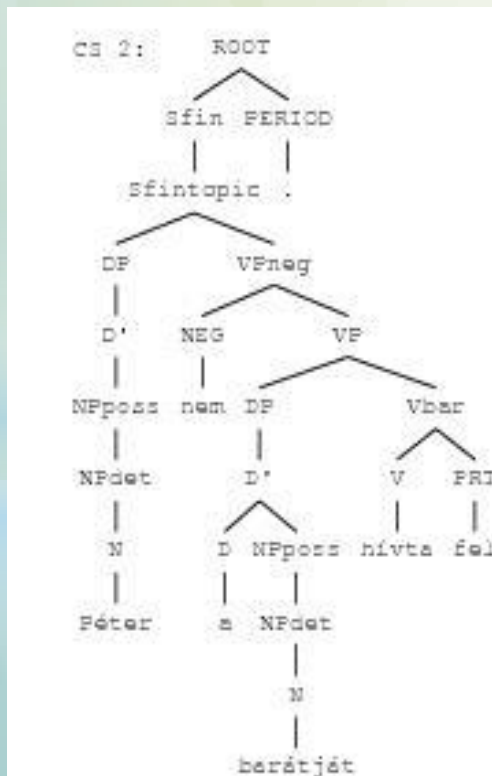 CS 2: ROOT
Sfin PERIOD
Sfintopic .
DP VPneg
D' NEG VP
NPposs nem DP Vbar
NPdet D' V PRT
N D NPposs hívta fel
Péter a NPdet
N
barátját